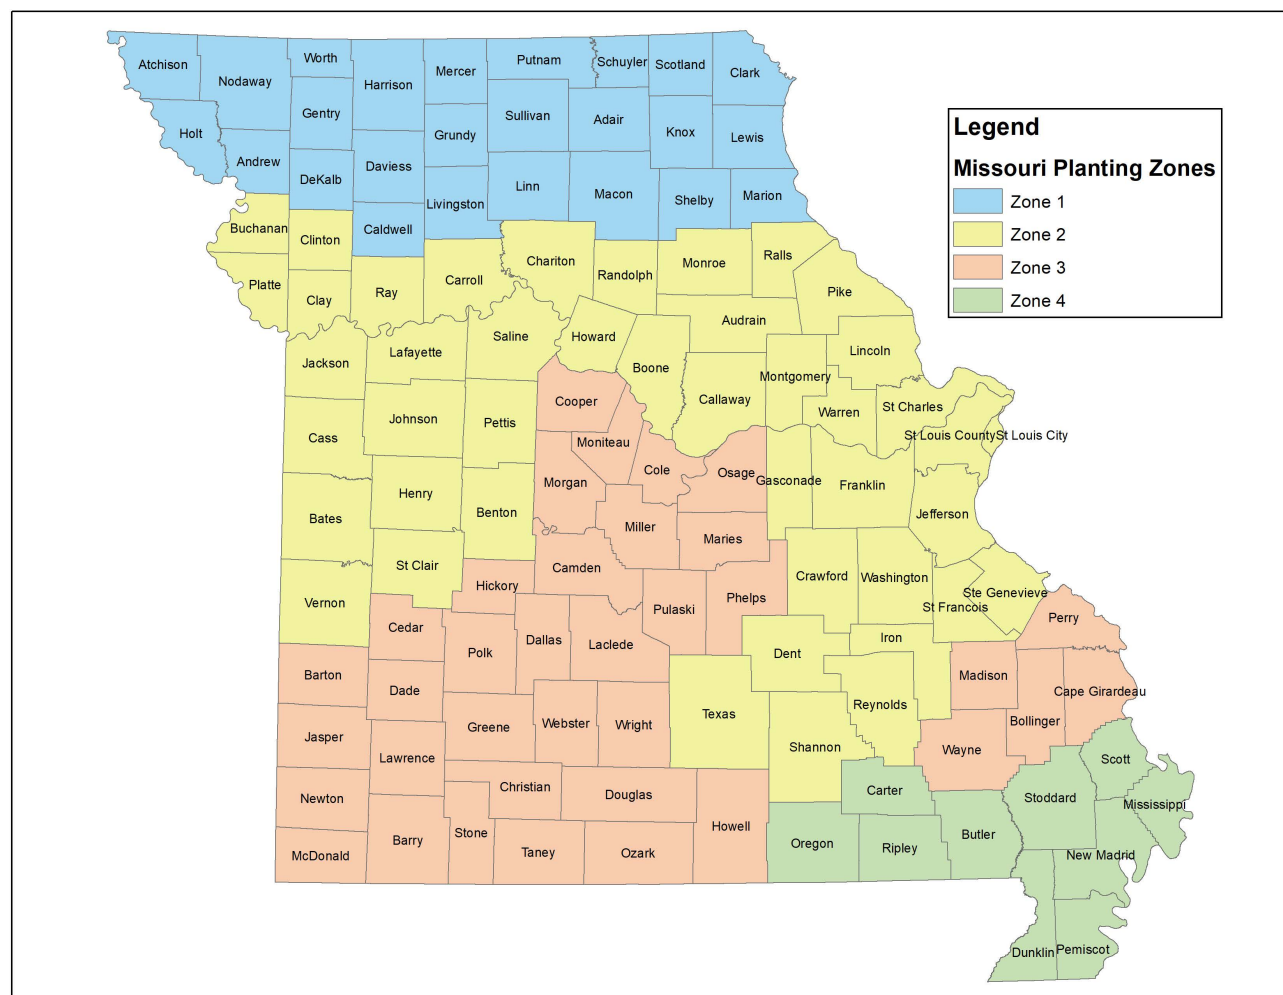 Legend
Missouri Planting Zones
Zone 1
Zone 2
Zone 3
Zone 4
Atchison
Nodaway
Worth
Harrison
Mercer
Putnam
Schuyler
Scotland
Clark
Holt
Gentry
Grundy
Sullivan
Adair
Knox
Lewis
Andrew
DeKalb
Daviess
Livingston
Linn
Macon
Shelby
Marion
Caldwell
Buchanan
Clinton
Chariton
Randolph
Monroe
Ralls
Pike
Platte
Clay
Ray
Carroll
Audrain
Saline
Howard
Boone
Lincoln
Jackson
Lafayette
Callaway
Montgomery
Warren
St Charles
Cooper
Johnson
Pettis
Cass
Moniteau
St Louis County
St Louis City
Cole
Osage
Gasconade
Franklin
Morgan
Henry
Benton
Bates
Miller
Maries
Jefferson
St Clair
Camden
Crawford
Washington
Vernon
Hickory
Pulaski
Phelps
St Francois
Ste Genevieve
Perry
Cedar
Polk
Dallas
Laclede
Dent
Iron
Barton
Dade
Texas
Reynolds
Madison
Cape Girardeau
Bollinger
Jasper
Greene
Webster
Wright
Shannon
Wayne
Lawrence
Scott
Newton
Christian
Douglas
Carter
Stoddard
Mississippi
McDonald
Barry
Stone
Taney
Ozark
Howell
Oregon
Ripley
Butler
New Madrid
Dunklin
Pemiscot